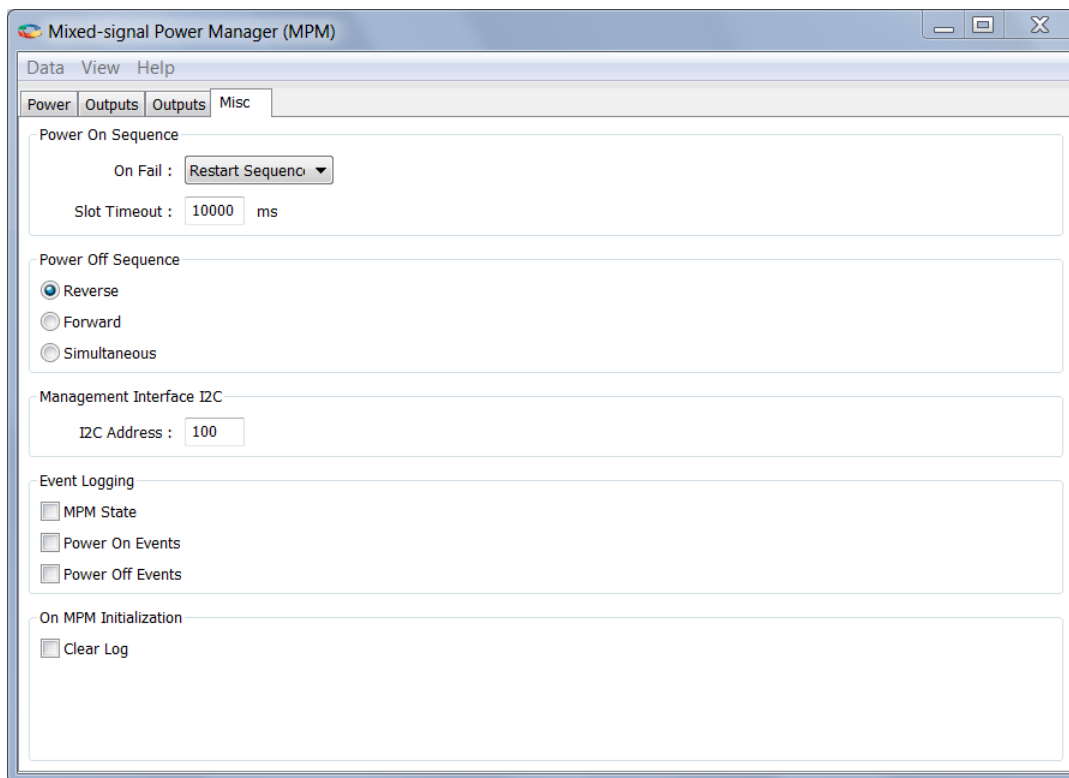 Mixed-signal Power Manager (MPM)
Data View Help
Power Outputs Outputs Misc
Power On Sequence
On Fail : Restart Sequenc
Slot Timeout : 10000 ms
Power Off Sequence
Reverse
Forward
Simultaneous
Management Interface I2C
I2C Address : 100
Event Logging
MPM State
Power On Events
Power Off Events
On MPM Initialization
Clear Log